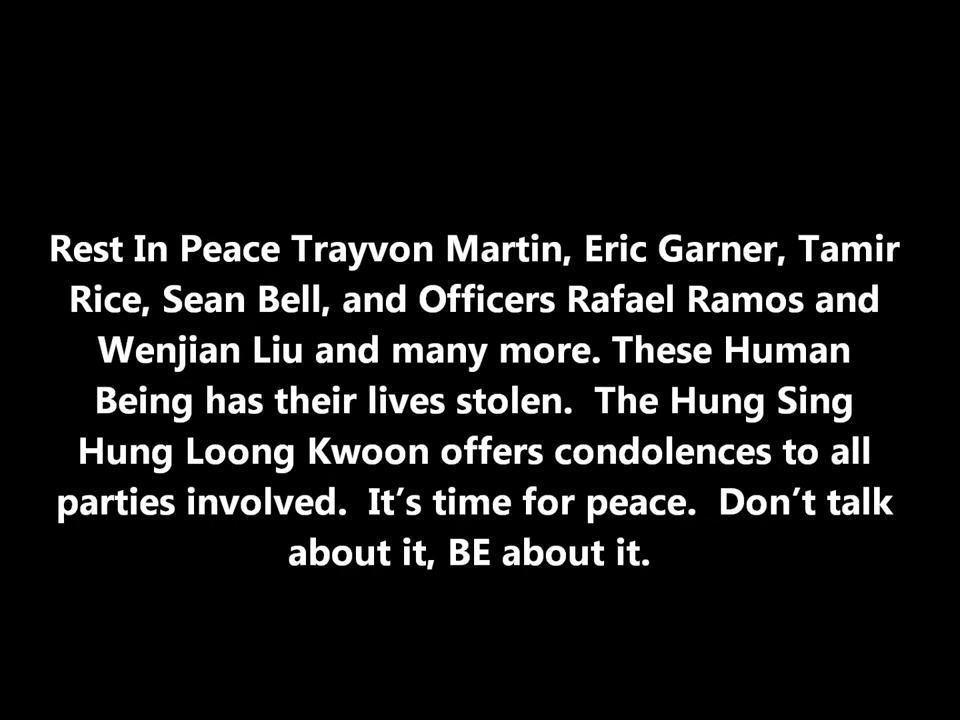 Rest In Peace Trayvon Martin, Eric Garner, Tamir
Rice, Sean Bell, and Officers Rafael Ramos and
Wenjian Liu and many more. These Human
Being has their lives stolen.  The Hung Sing
Hung Loong Kwoon offers condolences to all
parties involved.  It’s time for peace.  Don’t talk
about it, BE about it.